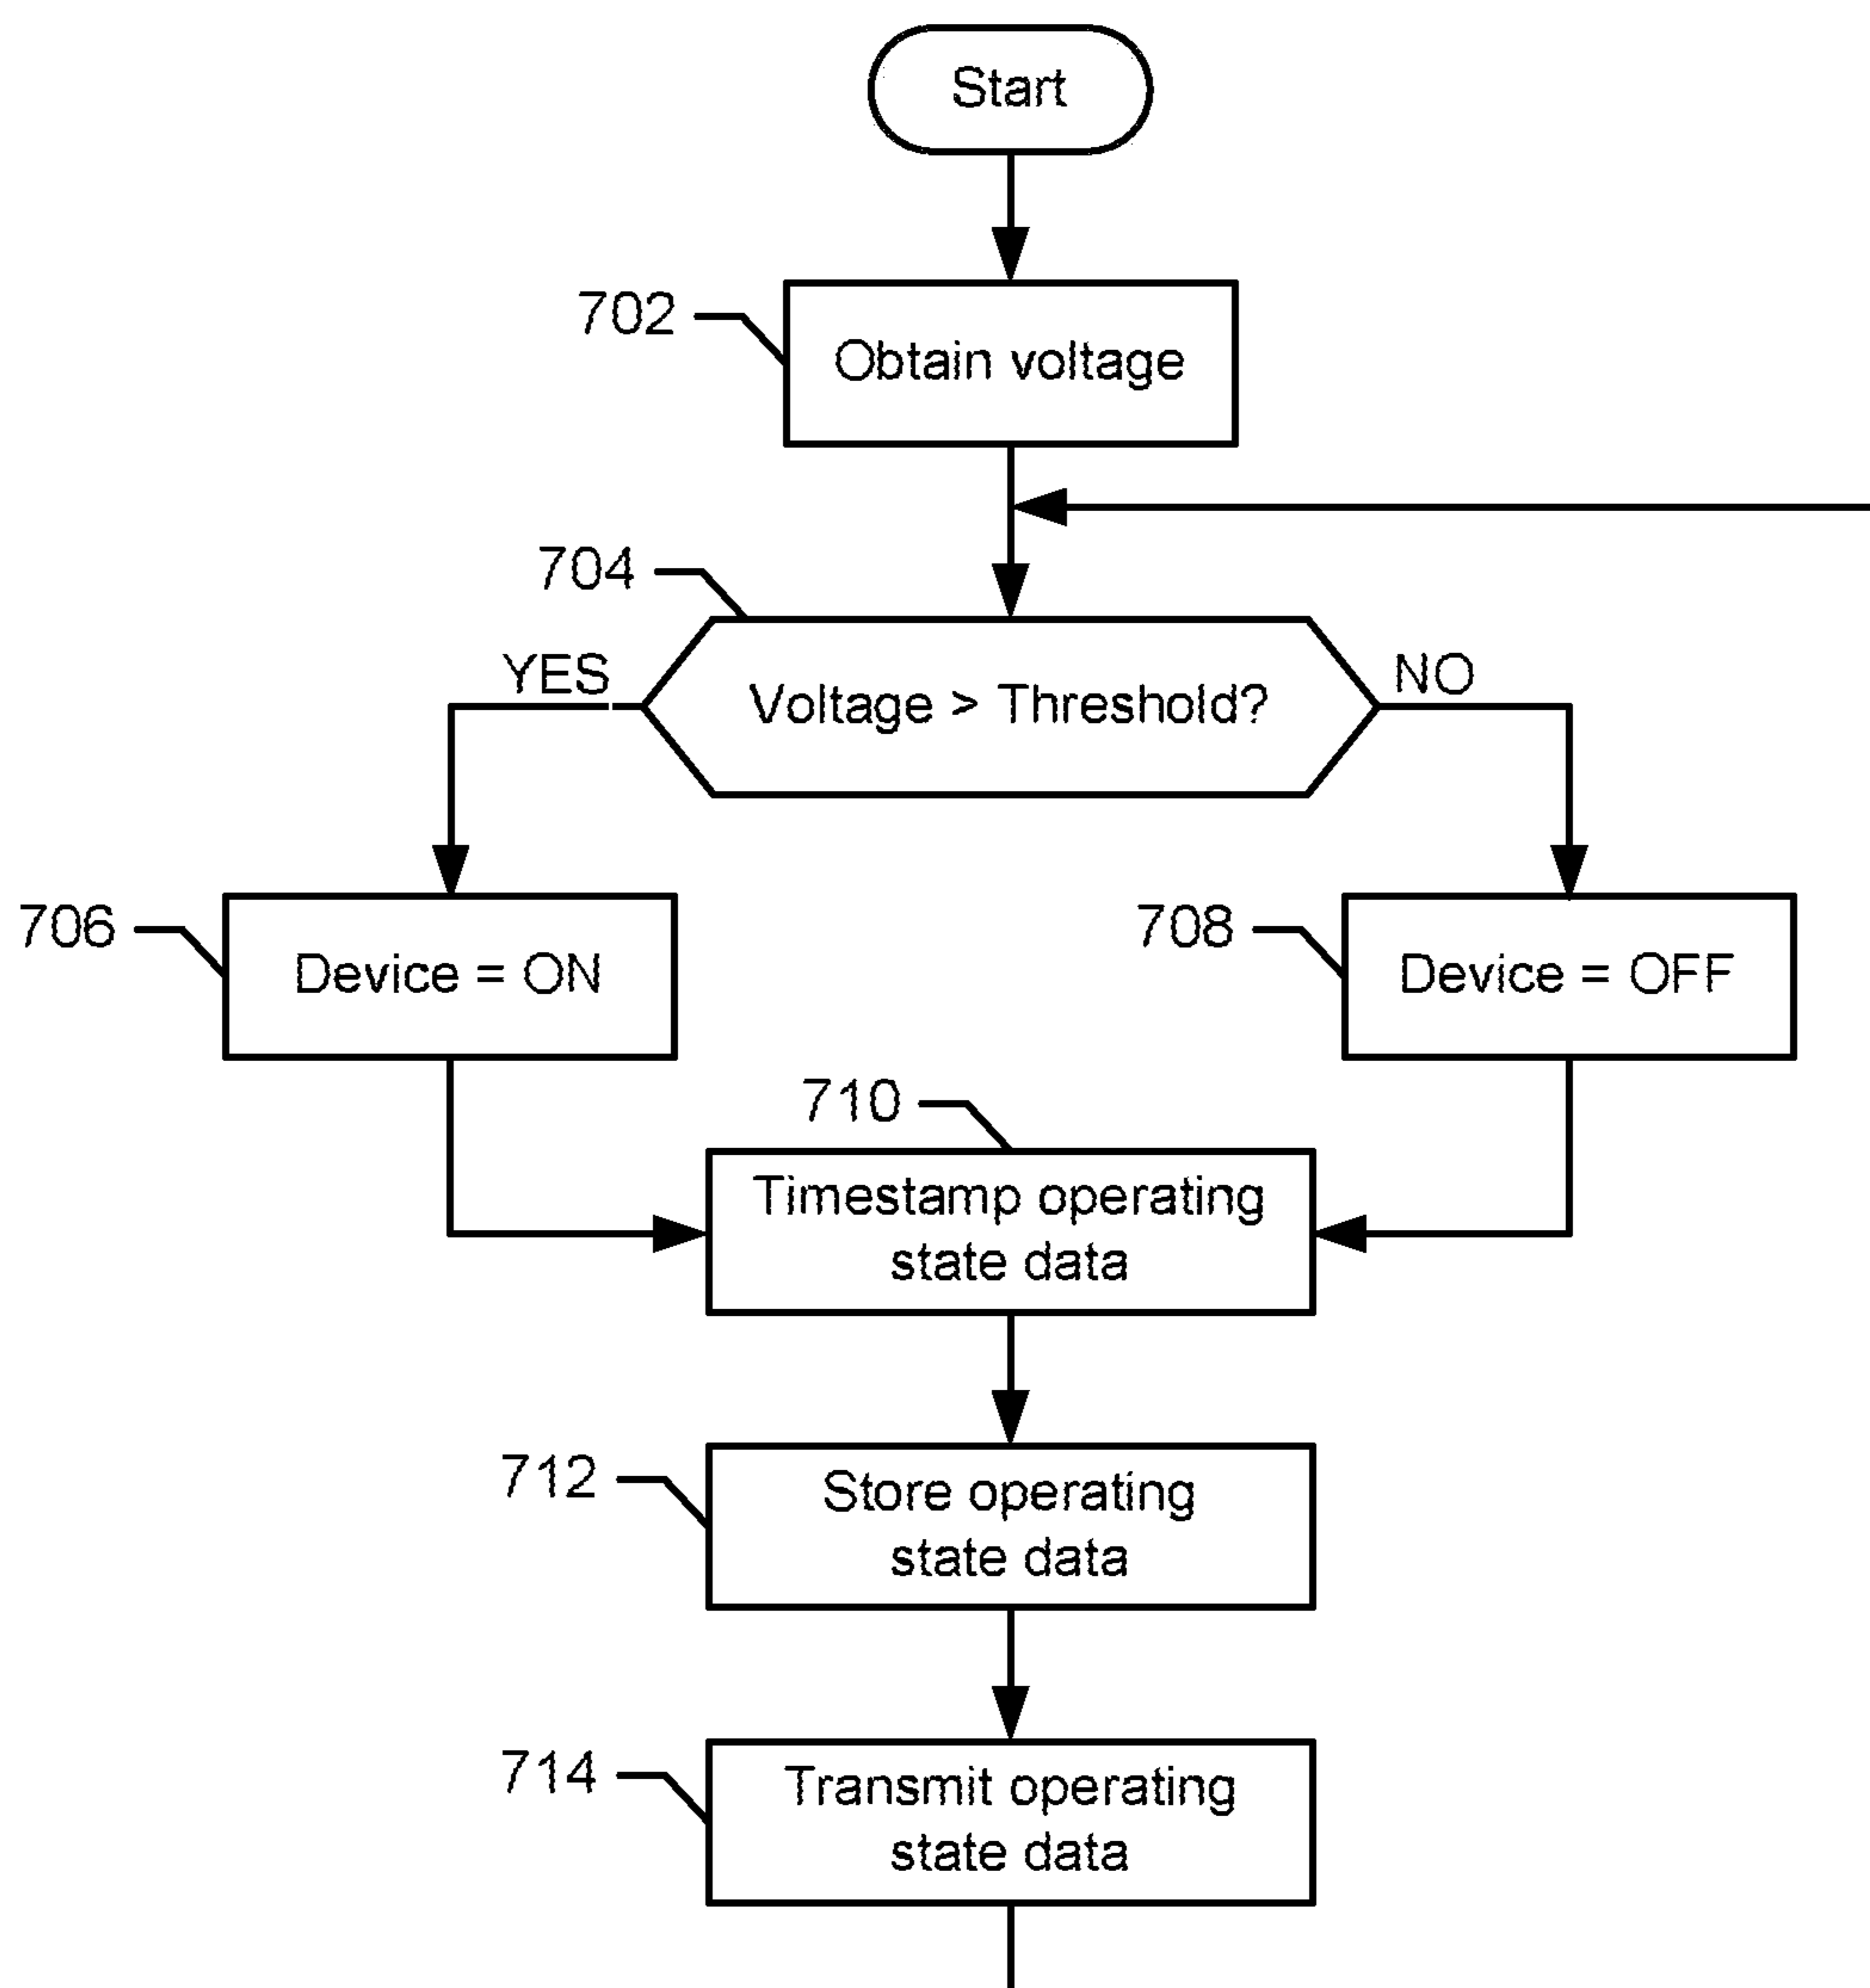 Start
702
Obtain voltage
704
YES
Voltage > Threshold?
NO
706
Device = ON
708
Device = OFF
710
Timestamp operating
state data
712
Store operating
state data
714
Transmit operating
state data